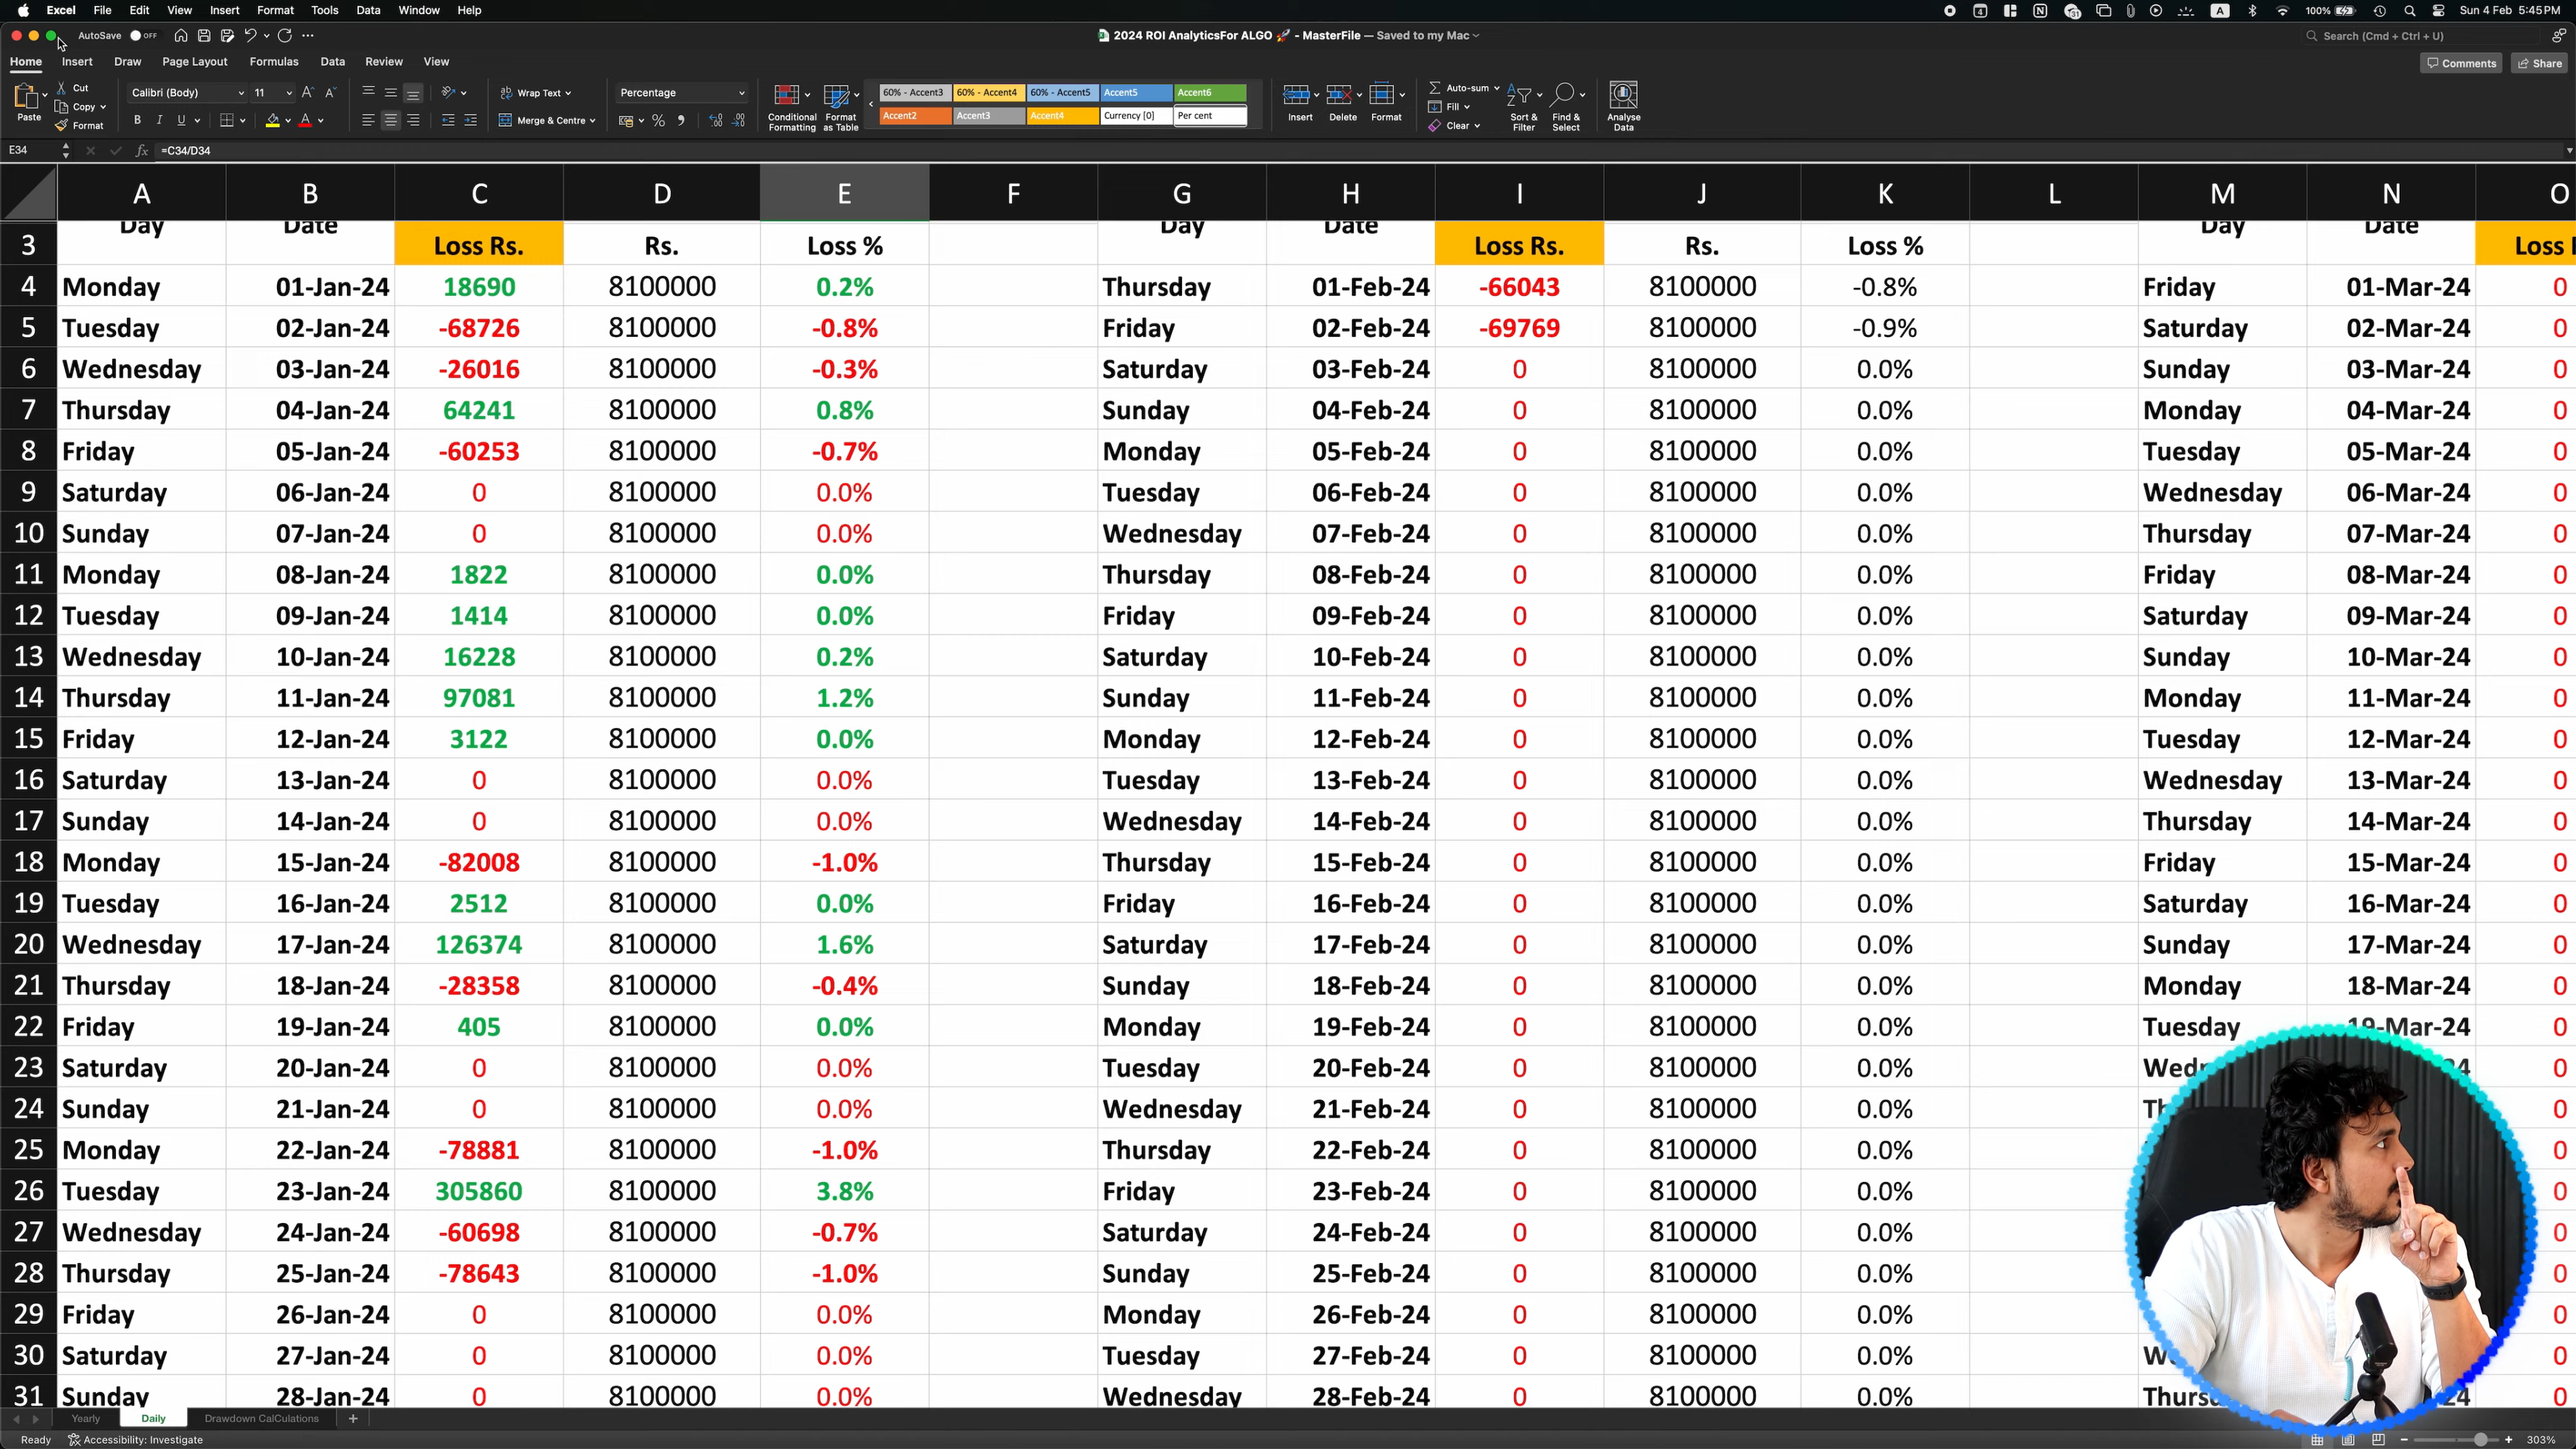 Excel File Edit View Insert Format Tools Data Window Help 100% Sun 4 Feb 5:45 PM
AutoSave OFF 2024 ROI AnalyticsFor ALGO 🚀 - MasterFile — Saved to my Mac Search (Cmd + Ctrl + U)
Home Insert Draw Page Layout Formulas Data Review View Comments Share
Paste Cut Copy Format
Calibri (Body) 11 Wrap Text Merge & Centre Percentage
B I U
Conditional Formatting Format as Table
60% - Accent3 60% - Accent4 60% - Accent5 Accent5 Accent6
Accent2 Accent3 Accent4 Currency [0] Per cent
Insert Delete Format Auto-sum Fill Clear Sort & Filter Find & Select Analyse Data
E34 fx =C34/D34
A B C D E F G H I J K L M N O
Day Date Day Date Day Date
3 Loss Rs. Rs. Loss % Loss Rs. Rs. Loss % Loss
4 Monday 01-Jan-24 18690 8100000 0.2% Thursday 01-Feb-24 -66043 8100000 -0.8% Friday 01-Mar-24 0
5 Tuesday 02-Jan-24 -68726 8100000 -0.8% Friday 02-Feb-24 -69769 8100000 -0.9% Saturday 02-Mar-24 0
6 Wednesday 03-Jan-24 -26016 8100000 -0.3% Saturday 03-Feb-24 0 8100000 0.0% Sunday 03-Mar-24 0
7 Thursday 04-Jan-24 64241 8100000 0.8% Sunday 04-Feb-24 0 8100000 0.0% Monday 04-Mar-24 0
8 Friday 05-Jan-24 -60253 8100000 -0.7% Monday 05-Feb-24 0 8100000 0.0% Tuesday 05-Mar-24 0
9 Saturday 06-Jan-24 0 8100000 0.0% Tuesday 06-Feb-24 0 8100000 0.0% Wednesday 06-Mar-24 0
10 Sunday 07-Jan-24 0 8100000 0.0% Wednesday 07-Feb-24 0 8100000 0.0% Thursday 07-Mar-24 0
11 Monday 08-Jan-24 1822 8100000 0.0% Thursday 08-Feb-24 0 8100000 0.0% Friday 08-Mar-24 0
12 Tuesday 09-Jan-24 1414 8100000 0.0% Friday 09-Feb-24 0 8100000 0.0% Saturday 09-Mar-24 0
13 Wednesday 10-Jan-24 16228 8100000 0.2% Saturday 10-Feb-24 0 8100000 0.0% Sunday 10-Mar-24 0
14 Thursday 11-Jan-24 97081 8100000 1.2% Sunday 11-Feb-24 0 8100000 0.0% Monday 11-Mar-24 0
15 Friday 12-Jan-24 3122 8100000 0.0% Monday 12-Feb-24 0 8100000 0.0% Tuesday 12-Mar-24 0
16 Saturday 13-Jan-24 0 8100000 0.0% Tuesday 13-Feb-24 0 8100000 0.0% Wednesday 13-Mar-24 0
17 Sunday 14-Jan-24 0 8100000 0.0% Wednesday 14-Feb-24 0 8100000 0.0% Thursday 14-Mar-24 0
18 Monday 15-Jan-24 -82008 8100000 -1.0% Thursday 15-Feb-24 0 8100000 0.0% Friday 15-Mar-24 0
19 Tuesday 16-Jan-24 2512 8100000 0.0% Friday 16-Feb-24 0 8100000 0.0% Saturday 16-Mar-24 0
20 Wednesday 17-Jan-24 126374 8100000 1.6% Saturday 17-Feb-24 0 8100000 0.0% Sunday 17-Mar-24 0
21 Thursday 18-Jan-24 -28358 8100000 -0.4% Sunday 18-Feb-24 0 8100000 0.0% Monday 18-Mar-24 0
22 Friday 19-Jan-24 405 8100000 0.0% Monday 19-Feb-24 0 8100000 0.0% Tuesday 19-Mar-24 0
23 Saturday 20-Jan-24 0 8100000 0.0% Tuesday 20-Feb-24 0 8100000 0.0% Wed 0
24 Sunday 21-Jan-24 0 8100000 0.0% Wednesday 21-Feb-24 0 8100000 0.0% Th 0
25 Monday 22-Jan-24 -78881 8100000 -1.0% Thursday 22-Feb-24 0 8100000 0.0% 0
26 Tuesday 23-Jan-24 305860 8100000 3.8% Friday 23-Feb-24 0 8100000 0.0% 0
27 Wednesday 24-Jan-24 -60698 8100000 -0.7% Saturday 24-Feb-24 0 8100000 0.0% 0
28 Thursday 25-Jan-24 -78643 8100000 -1.0% Sunday 25-Feb-24 0 8100000 0.0% 0
29 Friday 26-Jan-24 0 8100000 0.0% Monday 26-Feb-24 0 8100000 0.0% 0
30 Saturday 27-Jan-24 0 8100000 0.0% Tuesday 27-Feb-24 0 8100000 0.0% W 0
31 Sunday 28-Jan-24 0 8100000 0.0% Wednesday 28-Feb-24 0 8100000 0.0% Thurs 24 0
Yearly Daily Drawdown CalCulations +
Ready Accessibility: Investigate 303%